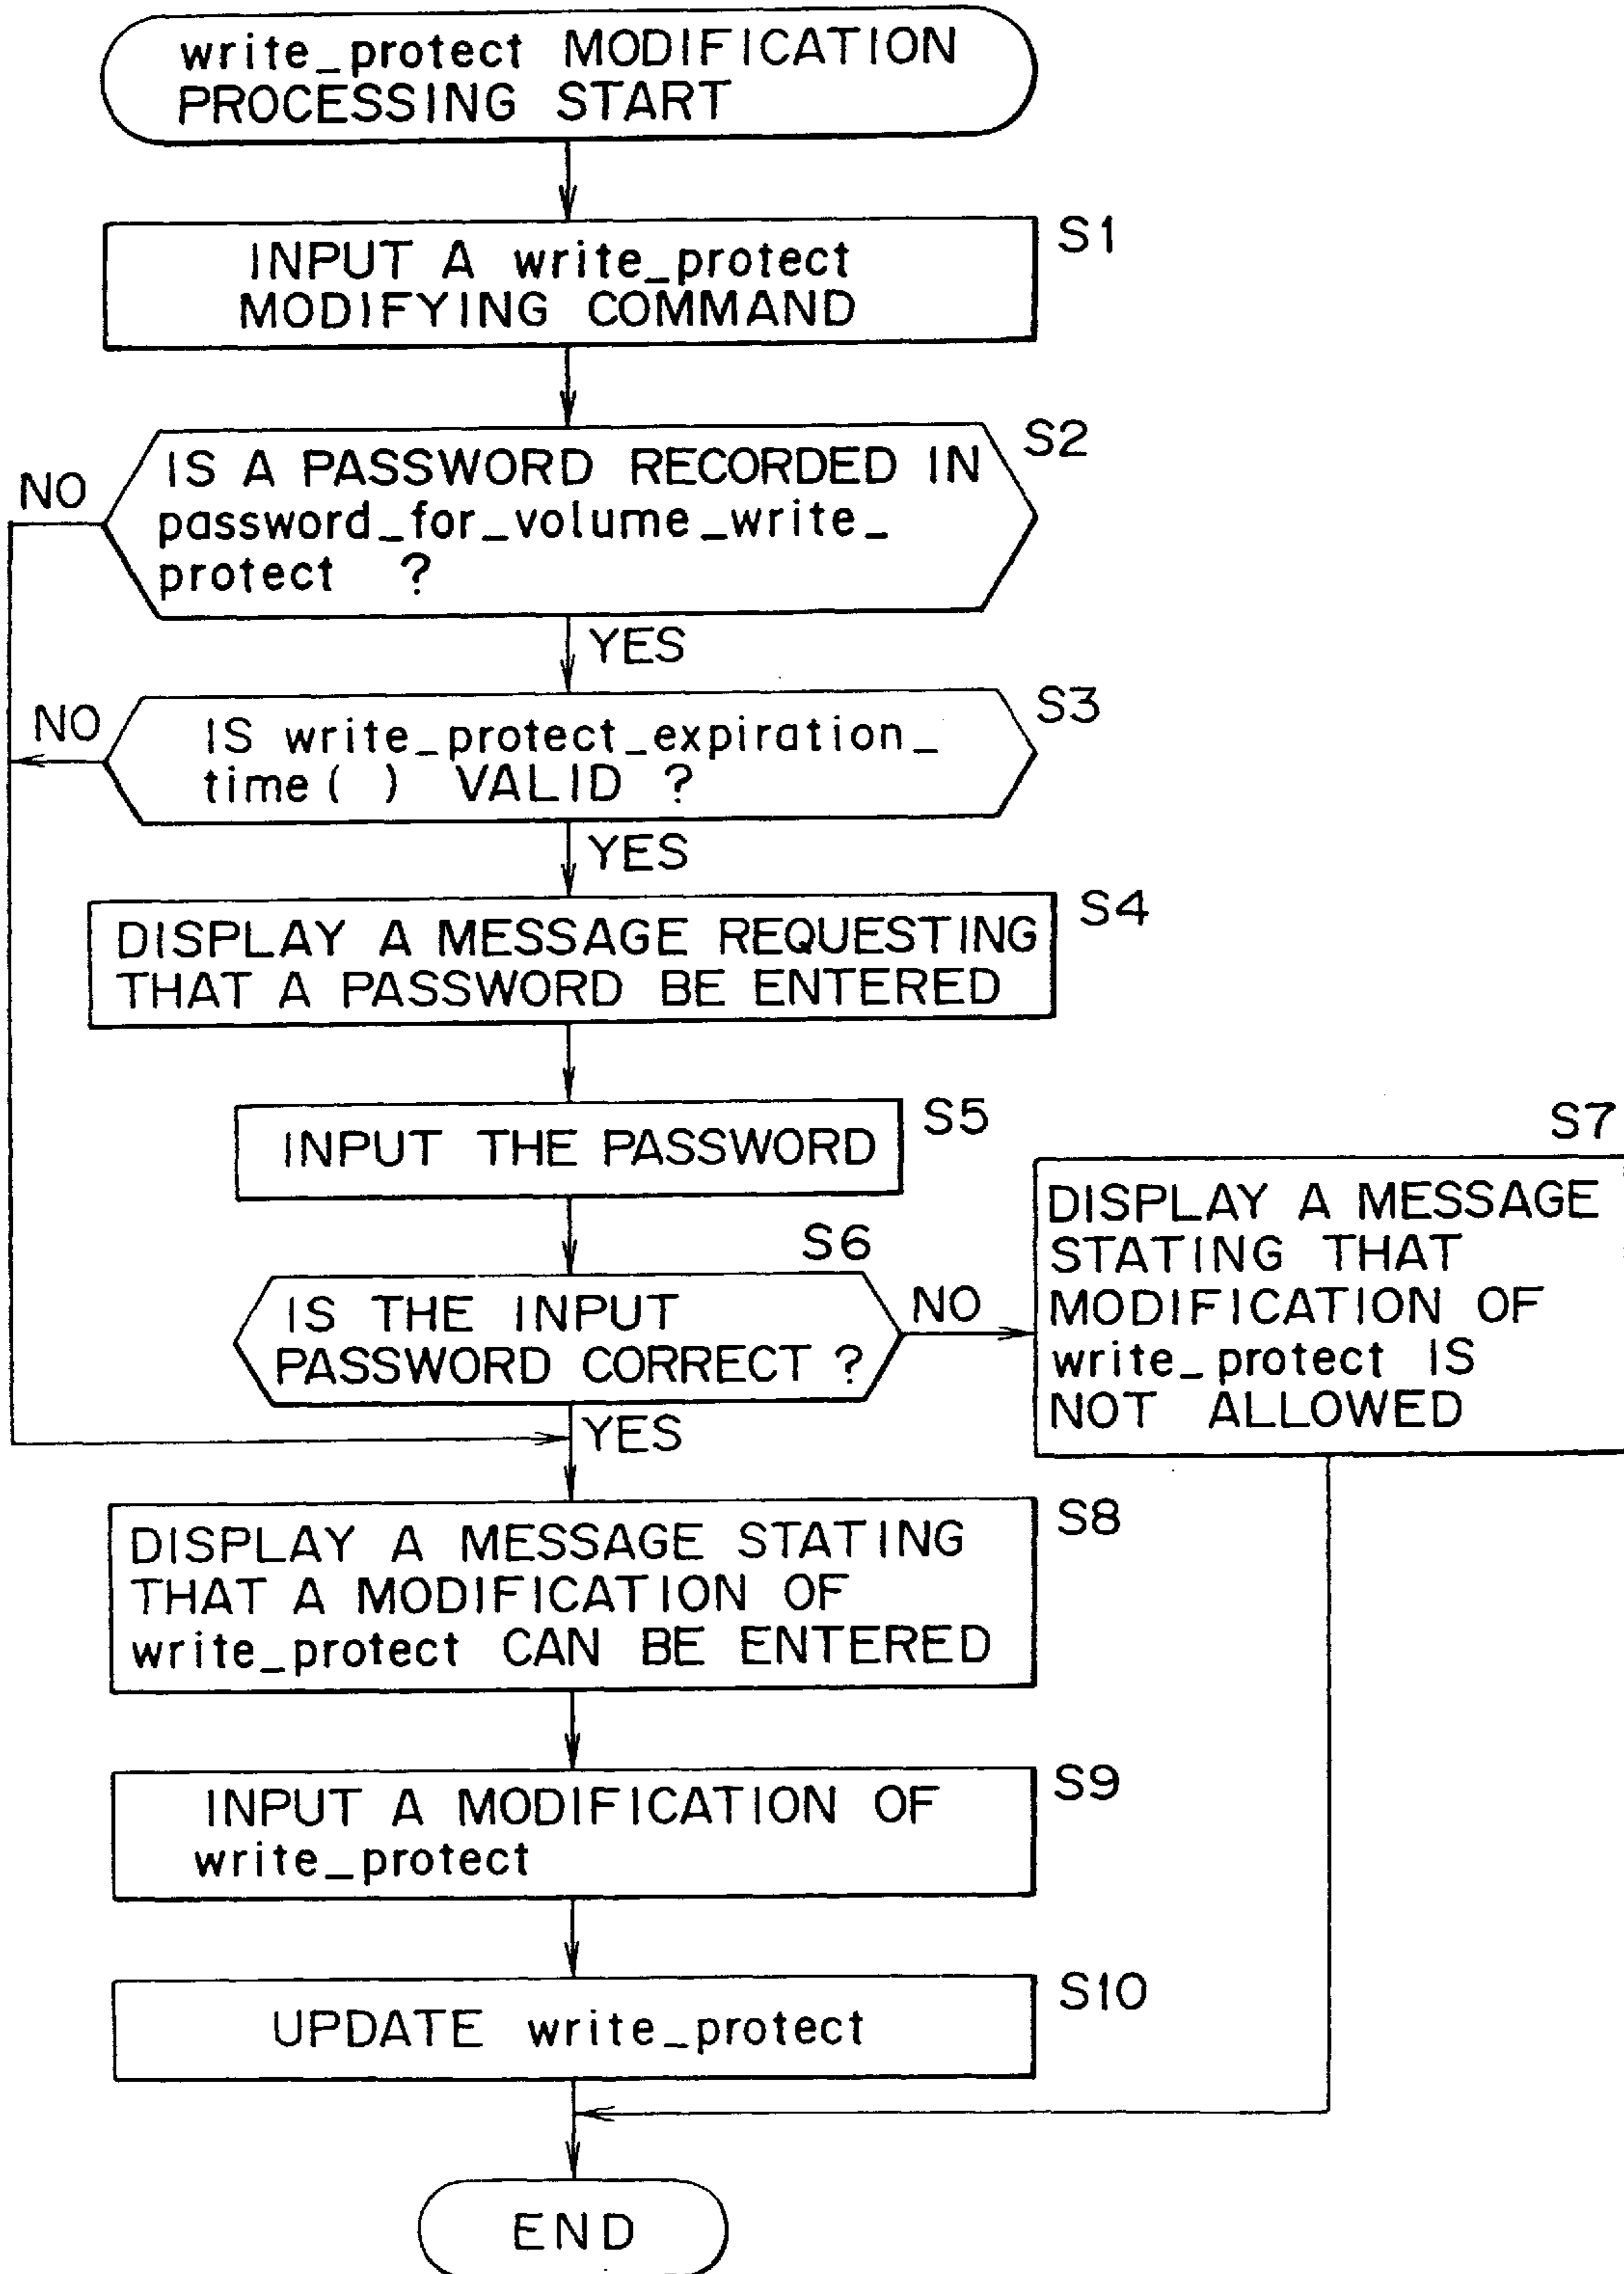 write_protect MODIFICATION
PROCESSING START
S1
INPUT A write_protect
MODIFYING COMMAND
S2
IS A PASSWORD RECORDED IN
password_for_volume_write_
protect ?
NO
YES
S3
NO
IS write_protect_expiration_
time( ) VALID ?
YES
S4
DISPLAY A MESSAGE REQUESTING
THAT A PASSWORD BE ENTERED
S5
INPUT THE PASSWORD
S6
IS THE INPUT
PASSWORD CORRECT ?
NO
YES
S7
DISPLAY A MESSAGE
STATING THAT
MODIFICATION OF
write_protect IS
NOT ALLOWED
S8
DISPLAY A MESSAGE STATING
THAT A MODIFICATION OF
write_protect CAN BE ENTERED
S9
INPUT A MODIFICATION OF
write_protect
S10
UPDATE write_protect
END